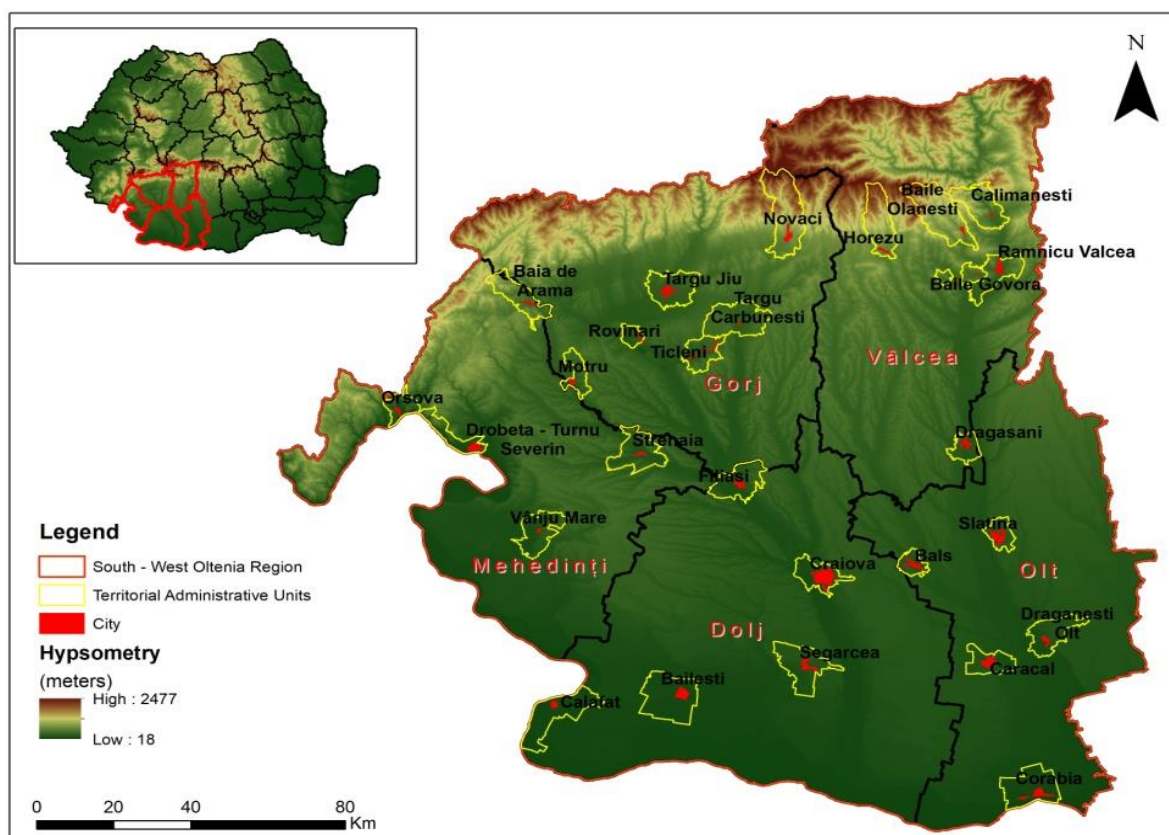 N
Novaci
Baile
Olanesti
Calimanesti
Horezu
Ramnicu Valcea
Baile Govora
Baia de
Arama
Targu Jiu
Targu
Carbunesti
Rovinari
Ticleni
Vâlcea
Motru
Gorj
Orsova
Drobeta - Turnu
Severin
Strehaia
Dragasani
Filiasi
Vânju Mare
Slatina
Mehedinți
Craiova
Bals
Olt
Draganesti
Olt
Dolj
Segarcea
Caracal
Bailesti
Calafat
Corabia
Legend
South - West Oltenia Region
Territorial Administrative Units
City
Hypsometry
(meters)
High : 2477
Low : 18
0 20 40 80
Km